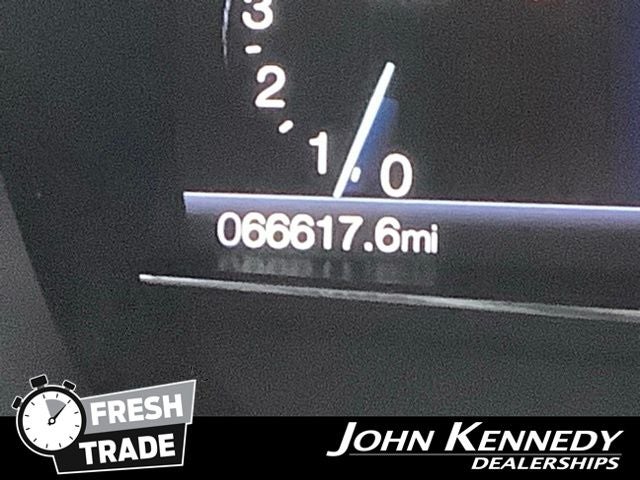 3
2
1 0
066617.6mi
FRESH
TRADE
JOHN KENNEDY
DEALERSHIPS